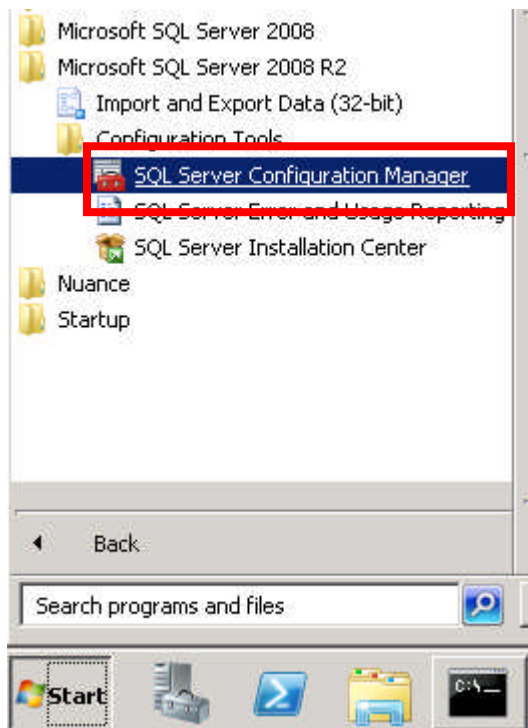 Microsoft SQL Server 2008
Microsoft SQL Server 2008 R2
Import and Export Data (32-bit)
Configuration Tools
SQL Server Configuration Manager
SQL Server Error and Usage Reporting
SQL Server Installation Center
Nuance
Startup
Back
Search programs and files
Start
C:\